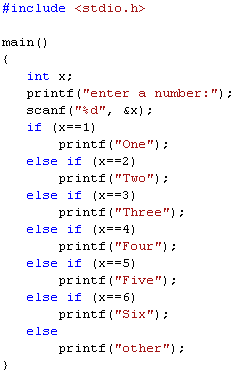 #include <stdio.h>

main()
{
   int x;
   printf("enter a number:");
   scanf("%d", &x);
   if (x==1)
       printf("One");
   else if (x==2)
       printf("Two");
   else if (x==3)
       printf("Three");
   else if (x==4)
       printf("Four");
   else if (x==5)
       printf("Five");
   else if (x==6)
       printf("Six");
   else
       printf("other");
}